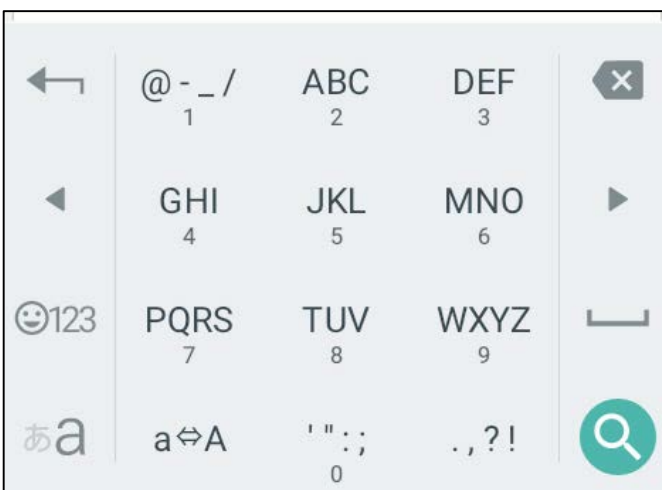 @ - _ / ABC DEF
1 2 3
GHI JKL MNO
4 5 6
123 PQRS TUV WXYZ
7 8 9
あa a⇔A ' " : ; . , ? !
0